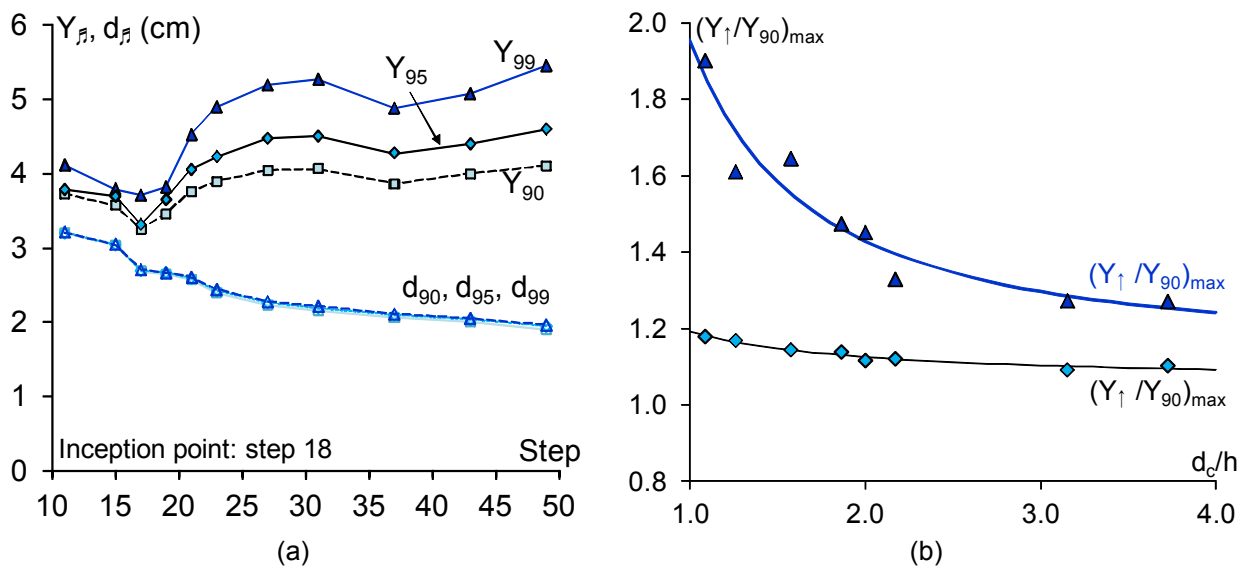 Y♬, d♬ (cm)
6
5
4
3
2
1
0
Y99
Y95
Y90
d90, d95, d99
Inception point: step 18
Step
10 15 20 25 30 35 40 45 50
(a)
(Y↑/Y90)max
2.0
1.8
1.6
1.4
1.2
1.0
0.8
(Y↑ /Y90)max
(Y↑ /Y90)max
dc/h
1.0 2.0 3.0 4.0
(b)